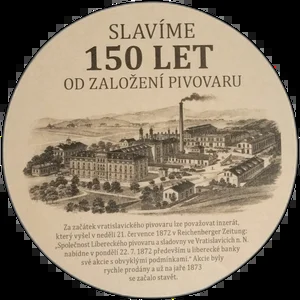 SLAVÍME
150 LET
OD ZALOŽENÍ PIVOVARU
Za začátek vratislavického pivovaru lze považovat inzerát,
který vyšel v neděli 21. července 1872 v Reichenberger Zeitung:
„Společnost Libereckého pivovaru a sladovny ve Vratislavicích n. N.
nabídne v pondělí 22. 7. 1872 především u liberecké banky
své akcie s obvyklými podmínkami.“ Akcie byly
rychle prodány a už na jaře 1873
se začalo stavět.